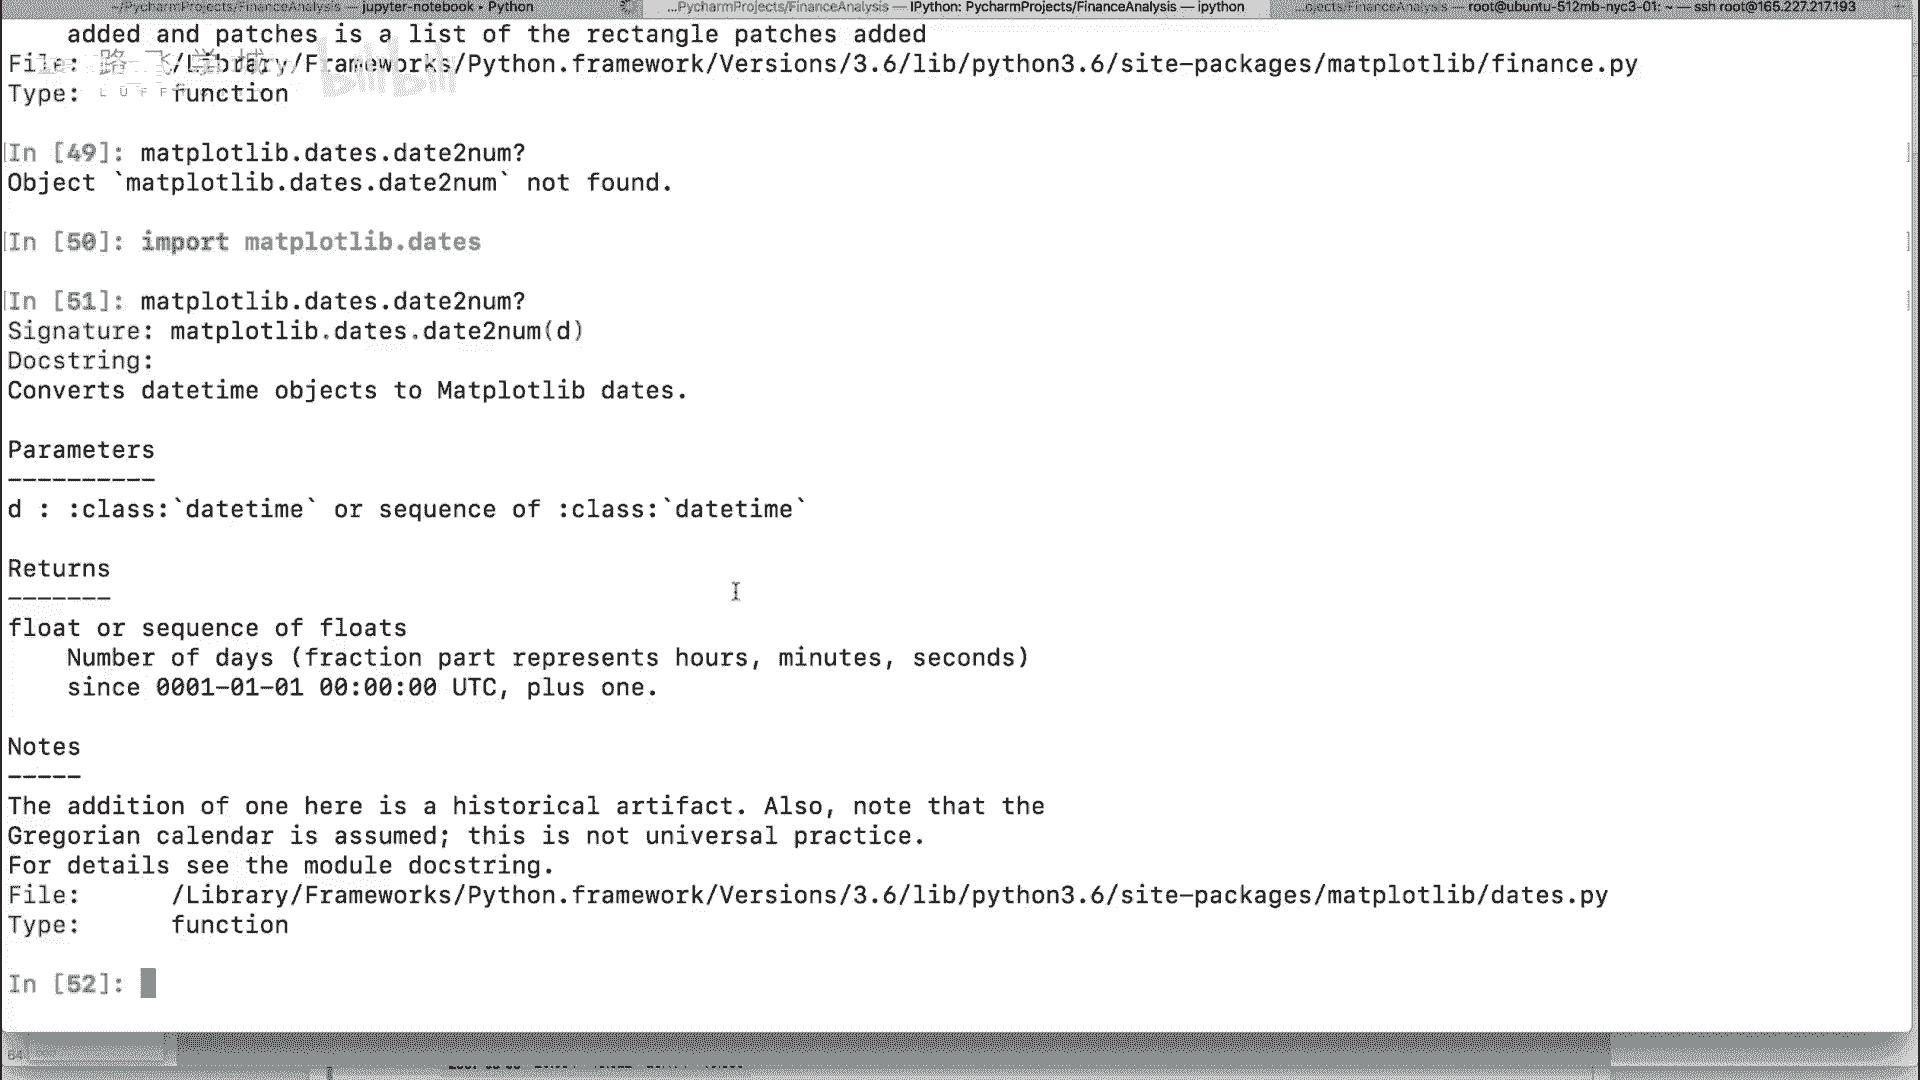 ~/PycharmProjects/FinanceAnalysis — jupyter-notebook • Python
...PycharmProjects/FinanceAnalysis — IPython: PycharmProjects/FinanceAnalysis — ipython
...ojects/FinanceAnalysis — root@ubuntu-512mb-nyc3-01: ~ — ssh root@165.227.217.193
added and patches is a list of the rectangle patches added
File: /Library/Frameworks/Python.framework/Versions/3.6/lib/python3.6/site-packages/matplotlib/finance.py
路飞学城
bilibili
Type: function
In [49]: matplotlib.dates.date2num?
Object `matplotlib.dates.date2num` not found.
In [50]: import matplotlib.dates
In [51]: matplotlib.dates.date2num?
Signature: matplotlib.dates.date2num(d)
Docstring:
Converts datetime objects to Matplotlib dates.
Parameters
----------
d : :class:`datetime` or sequence of :class:`datetime`
Returns
-------
float or sequence of floats
Number of days (fraction part represents hours, minutes, seconds)
since 0001-01-01 00:00:00 UTC, plus one.
Notes
-----
The addition of one here is a historical artifact. Also, note that the
Gregorian calendar is assumed; this is not universal practice.
For details see the module docstring.
File: /Library/Frameworks/Python.framework/Versions/3.6/lib/python3.6/site-packages/matplotlib/dates.py
Type: function
In [52]:
64